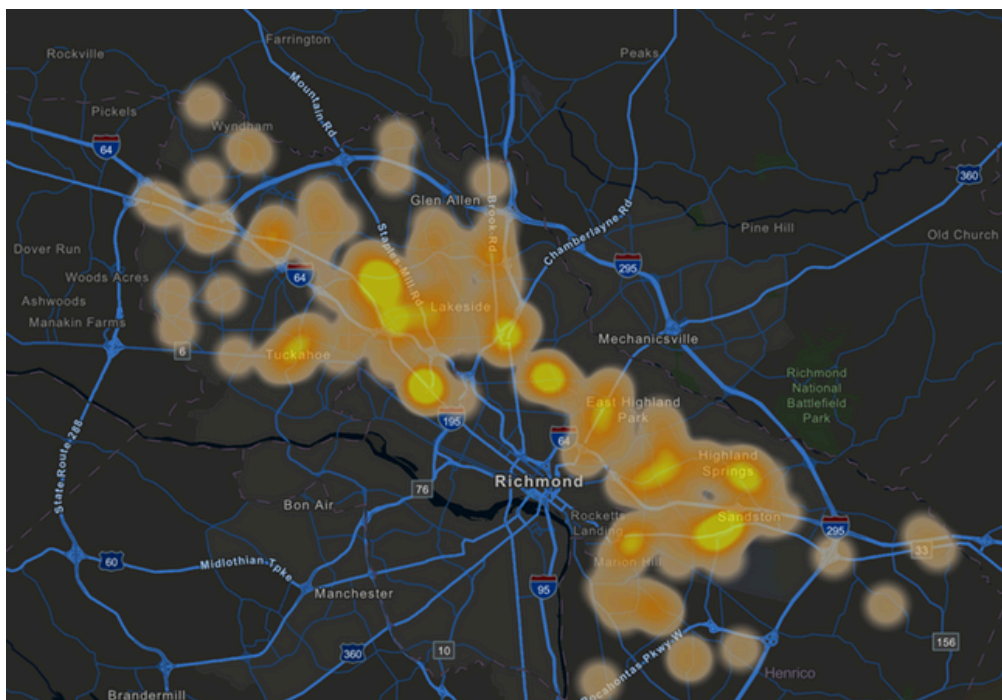 Farrington
Rockville
Peaks
Mountain Rd
Pickels
Wyndham
64
360
Glen Allen
Brook Rd
Chamberlayne Rd
Pine Hill
Old Church
Dover Run
Staples Mill Rd
295
64
Woods Acres
Ashwoods
Lakeside
Manakin Farms
Mechanicsville
6
Tuckahoe
Richmond
National
Battlefield
Park
East Highland
Park
195
64
Highland
Springs
State Route 288
76
Richmond
Bon Air
Rocketts
Landing
Sandston
295
33
60
Midlothian Tpke
Marion Hill
95
Manchester
156
360
10
Pocahontas Pkwy W
Henrico
Brandermill